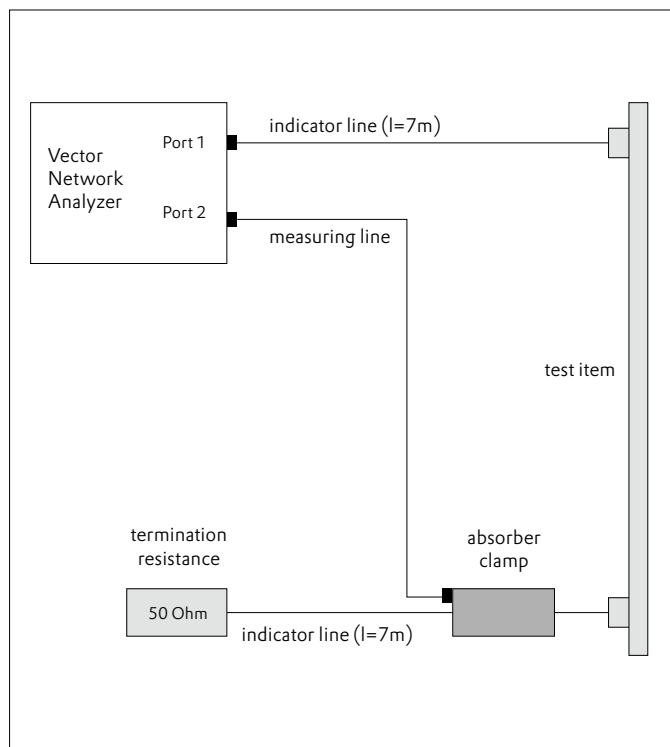 indicator line (l=7m)
Port 1
Vector
Network
Analyzer
Port 2
measuring line
test item
termination
resistance
absorber
clamp
50 Ohm
indicator line (l=7m)